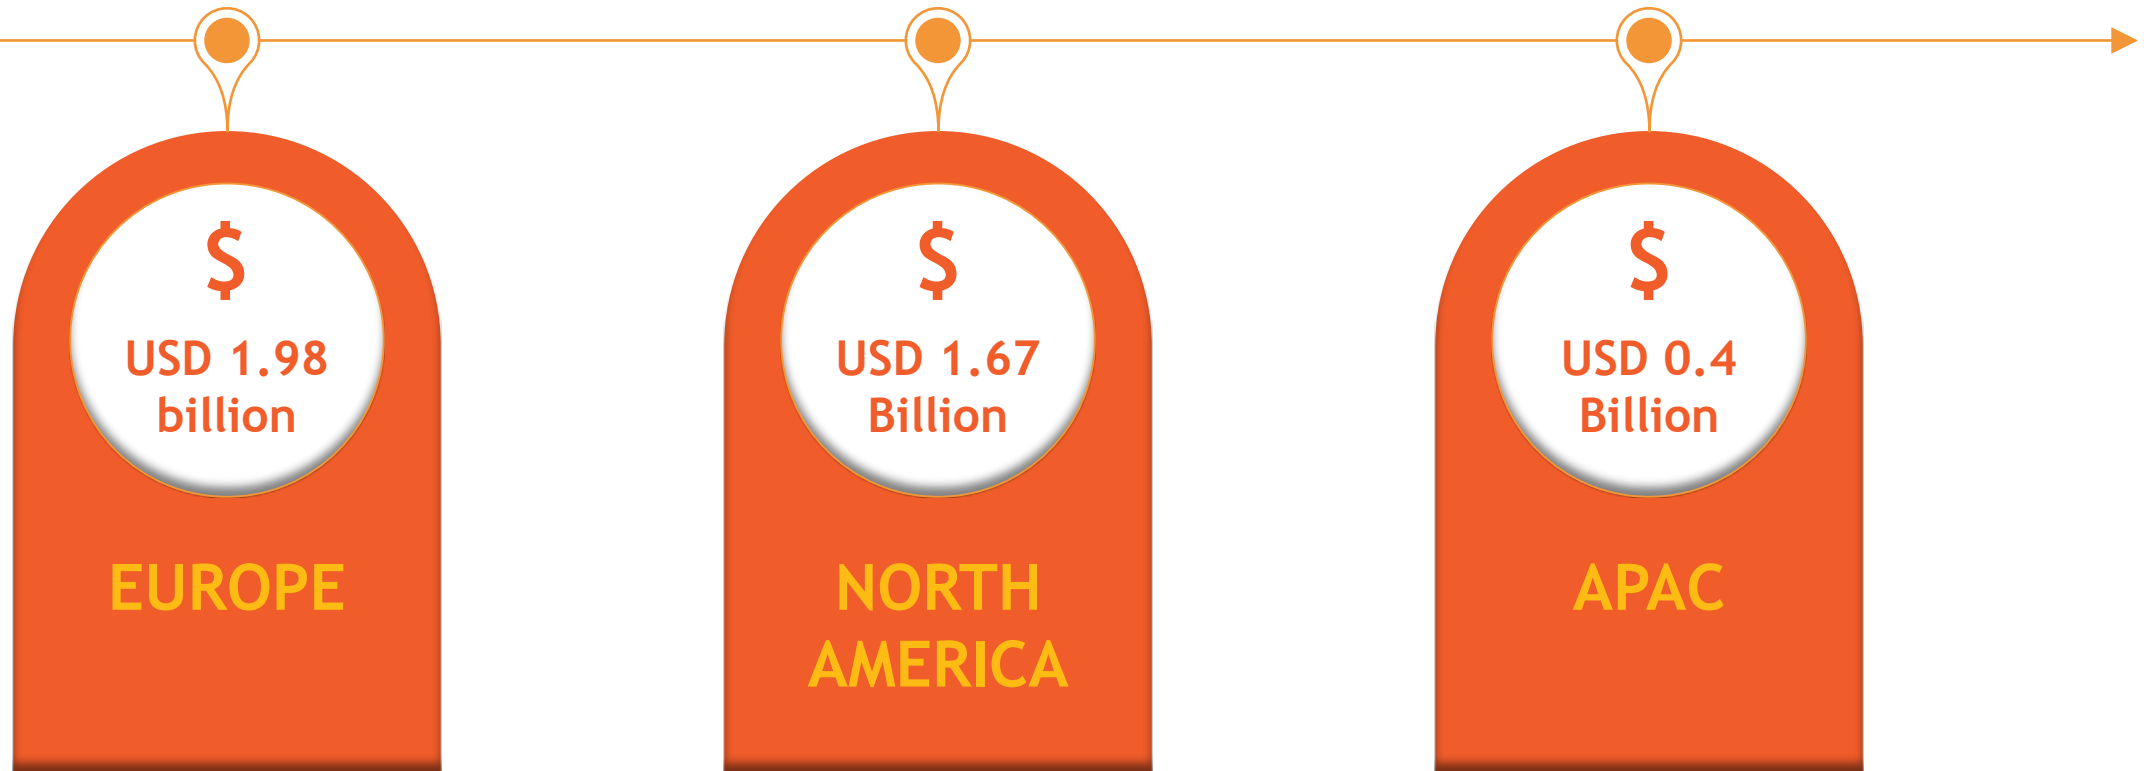 $
USD 1.98
billion
EUROPE
$
USD 1.67
Billion
NORTH
AMERICA
$
USD 0.4
Billion
APAC